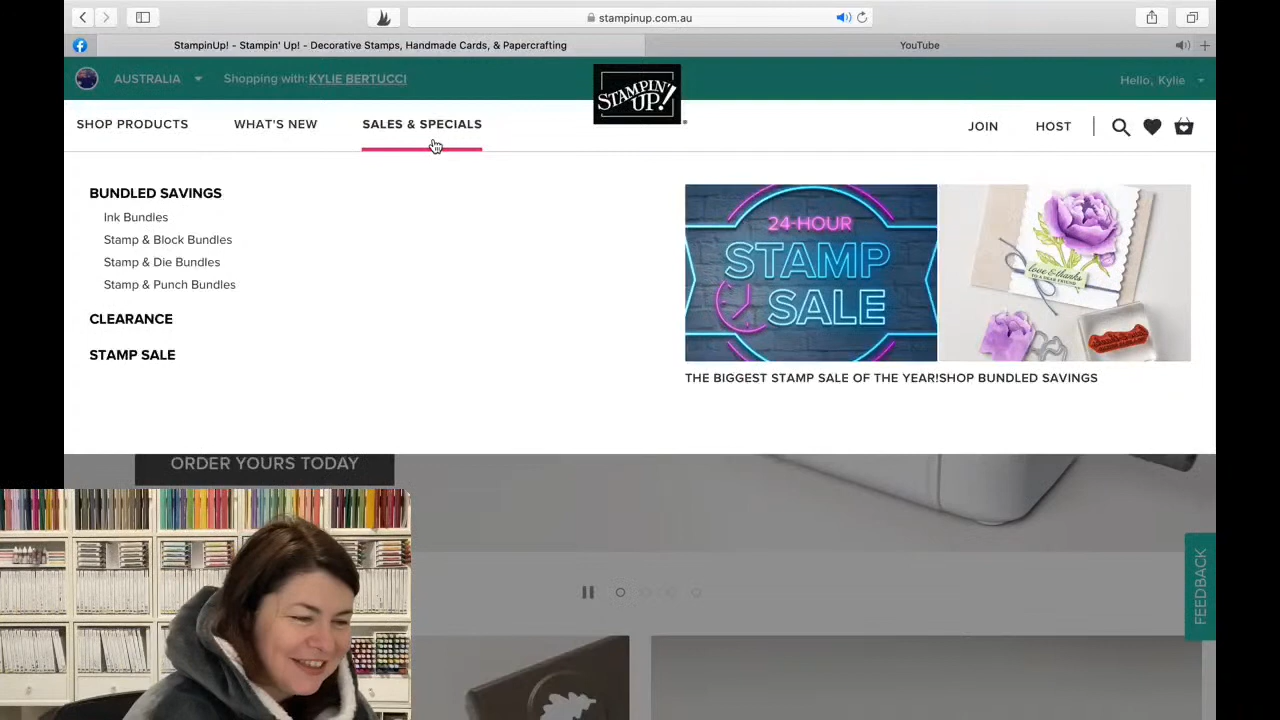 stampinup.com.au
StampinUp! - Stampin' Up! - Decorative Stamps, Handmade Cards, & Papercrafting
YouTube
AUSTRALIA
Shopping with: KYLIE BERTUCCI
STAMPIN' UP!
Hello, Kylie
SHOP PRODUCTS
WHAT'S NEW
SALES & SPECIALS
JOIN
HOST
BUNDLED SAVINGS
Ink Bundles
Stamp & Block Bundles
Stamp & Die Bundles
Stamp & Punch Bundles
CLEARANCE
STAMP SALE
24-HOUR
STAMP
SALE
love & thanks
TO A DEAR FRIEND
THE BIGGEST STAMP SALE OF THE YEAR!
SHOP BUNDLED SAVINGS
ORDER YOURS TODAY
FEEDBACK